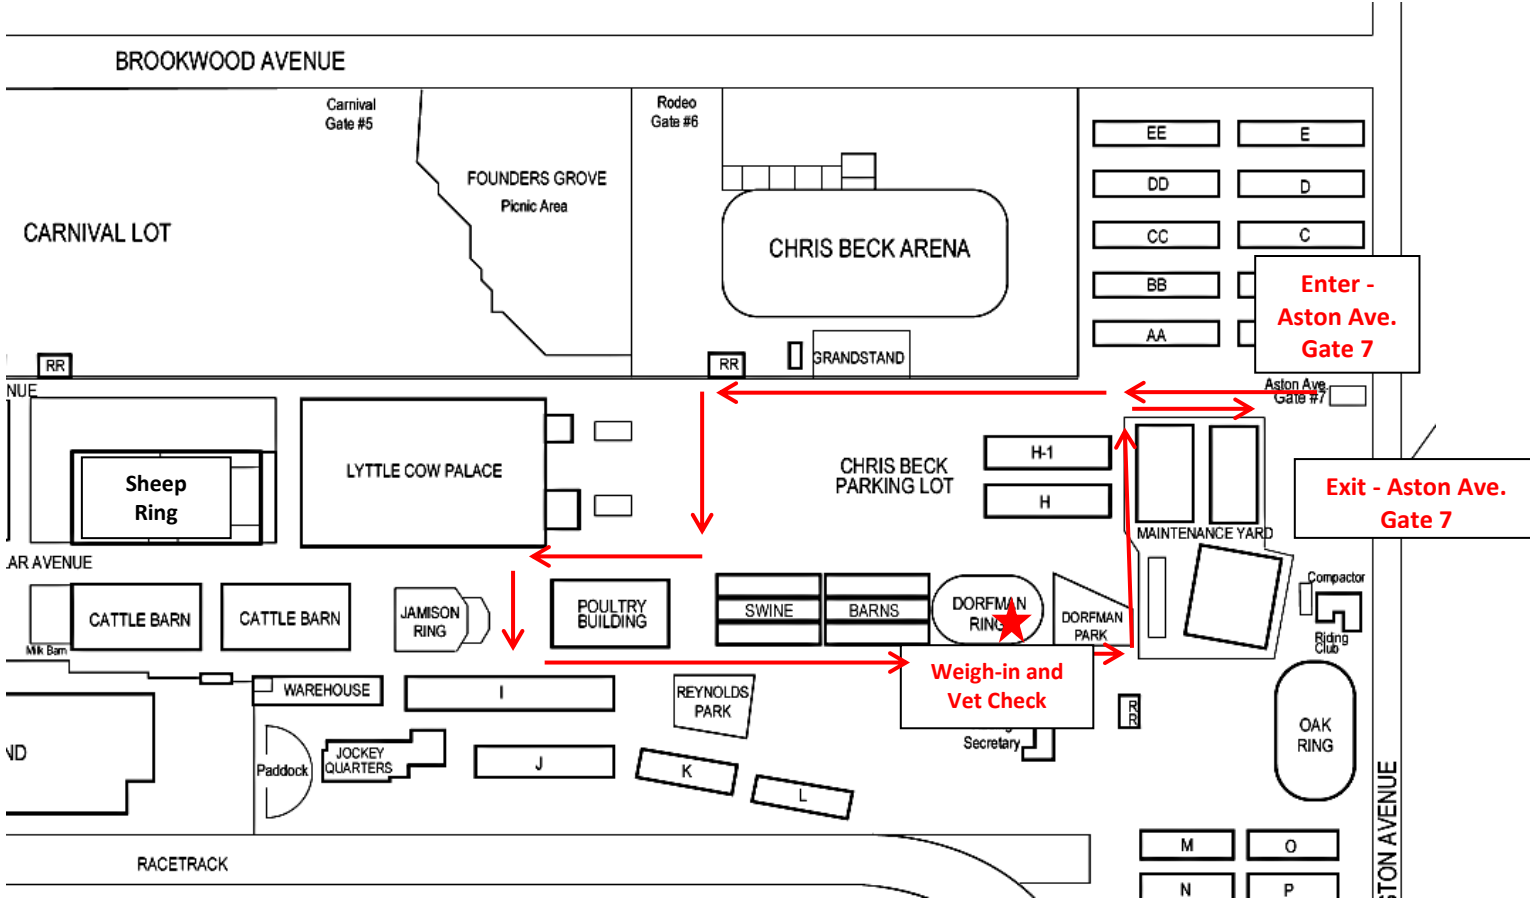 BROOKWOOD AVENUE
Carnival
Gate #5
Rodeo
Gate #6
EE
E
FOUNDERS GROVE
Picnic Area
DD
D
CARNIVAL LOT
CHRIS BECK ARENA
CC
C
BB
Enter -
Aston Ave.
Gate 7
AA
RR
RR
GRANDSTAND
NUE
Aston Ave.
Gate #7
LYTTLE COW PALACE
CHRIS BECK
PARKING LOT
H-1
H
Sheep
Ring
Exit - Aston Ave.
Gate 7
MAINTENANCE YARD
AR AVENUE
CATTLE BARN
CATTLE BARN
JAMISON
RING
POULTRY
BUILDING
SWINE
BARNS
DORFMAN
RING
DORFMAN
PARK
Compactor
Riding
Club
Milk Barn
Weigh-in and
Vet Check
WAREHOUSE
I
REYNOLDS
PARK
RR
Secretary
OAK
RING
ND
Paddock
JOCKEY
QUARTERS
J
K
L
RACETRACK
M
O
N
P
STON AVENUE